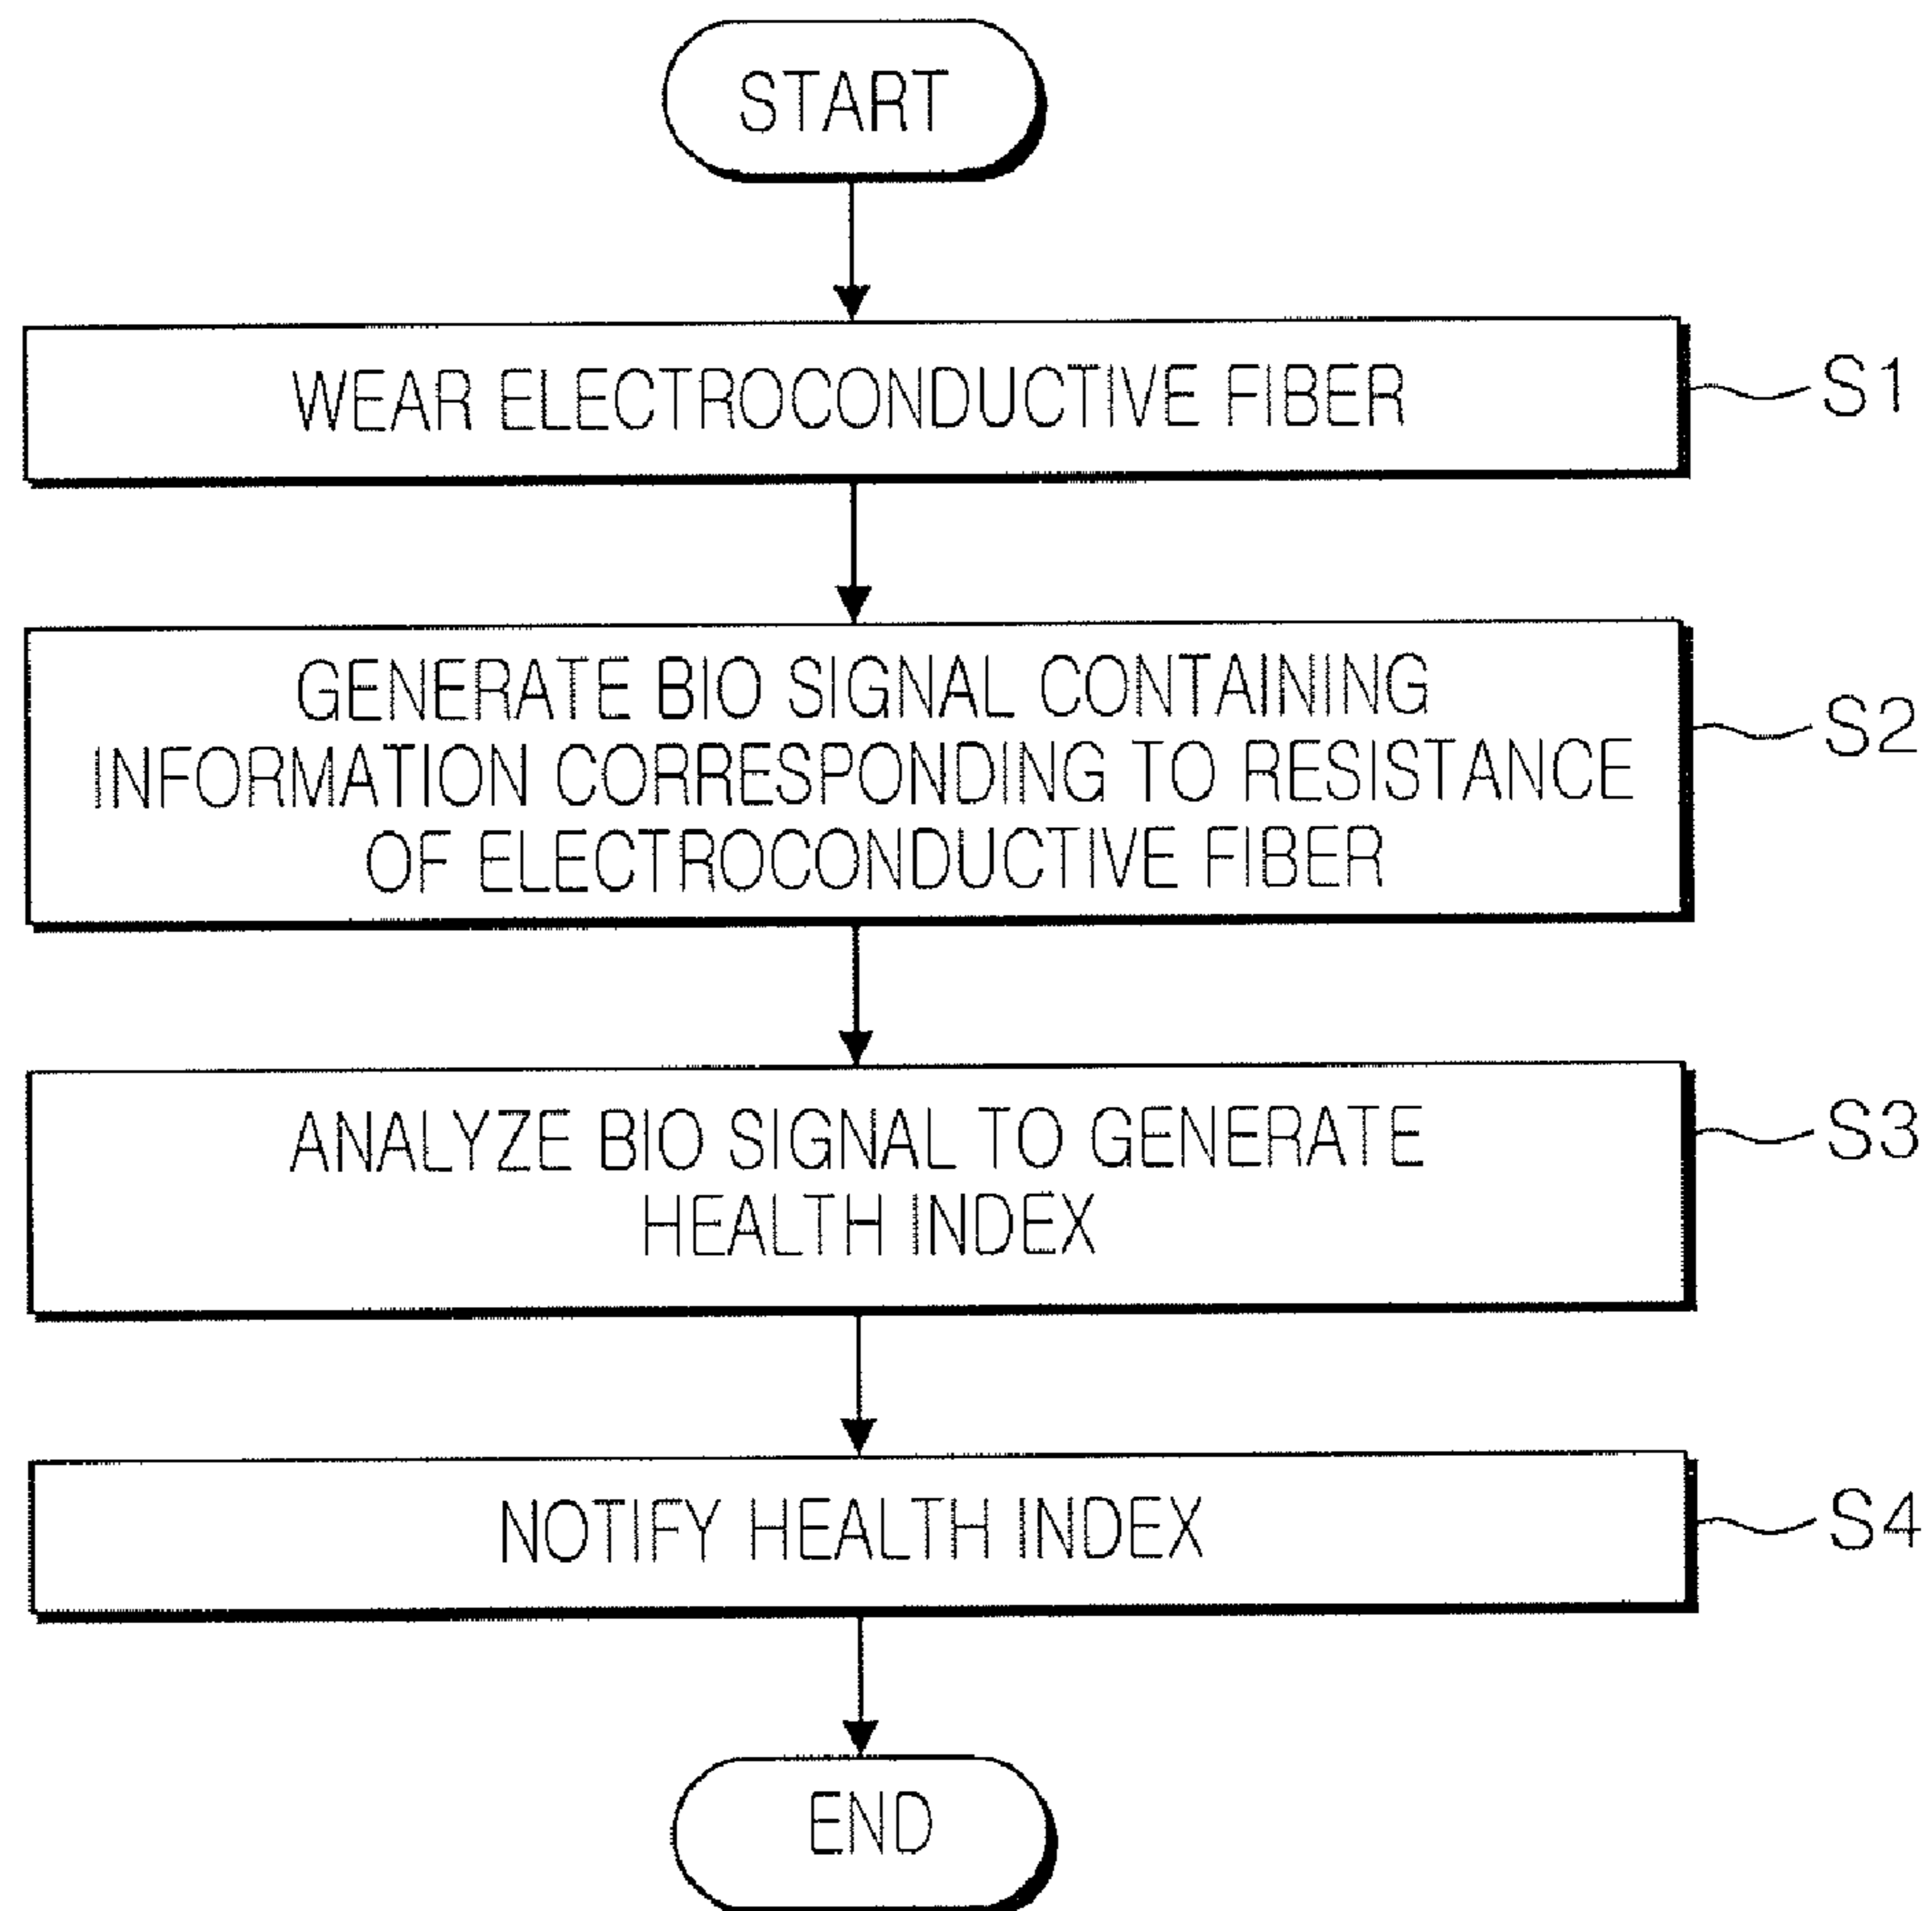 START
WEAR ELECTROCONDUCTIVE FIBER
S1
GENERATE BIO SIGNAL CONTAINING
INFORMATION CORRESPONDING TO RESISTANCE
OF ELECTROCONDUCTIVE FIBER
S2
ANALYZE BIO SIGNAL TO GENERATE
HEALTH INDEX
S3
NOTIFY HEALTH INDEX
S4
END